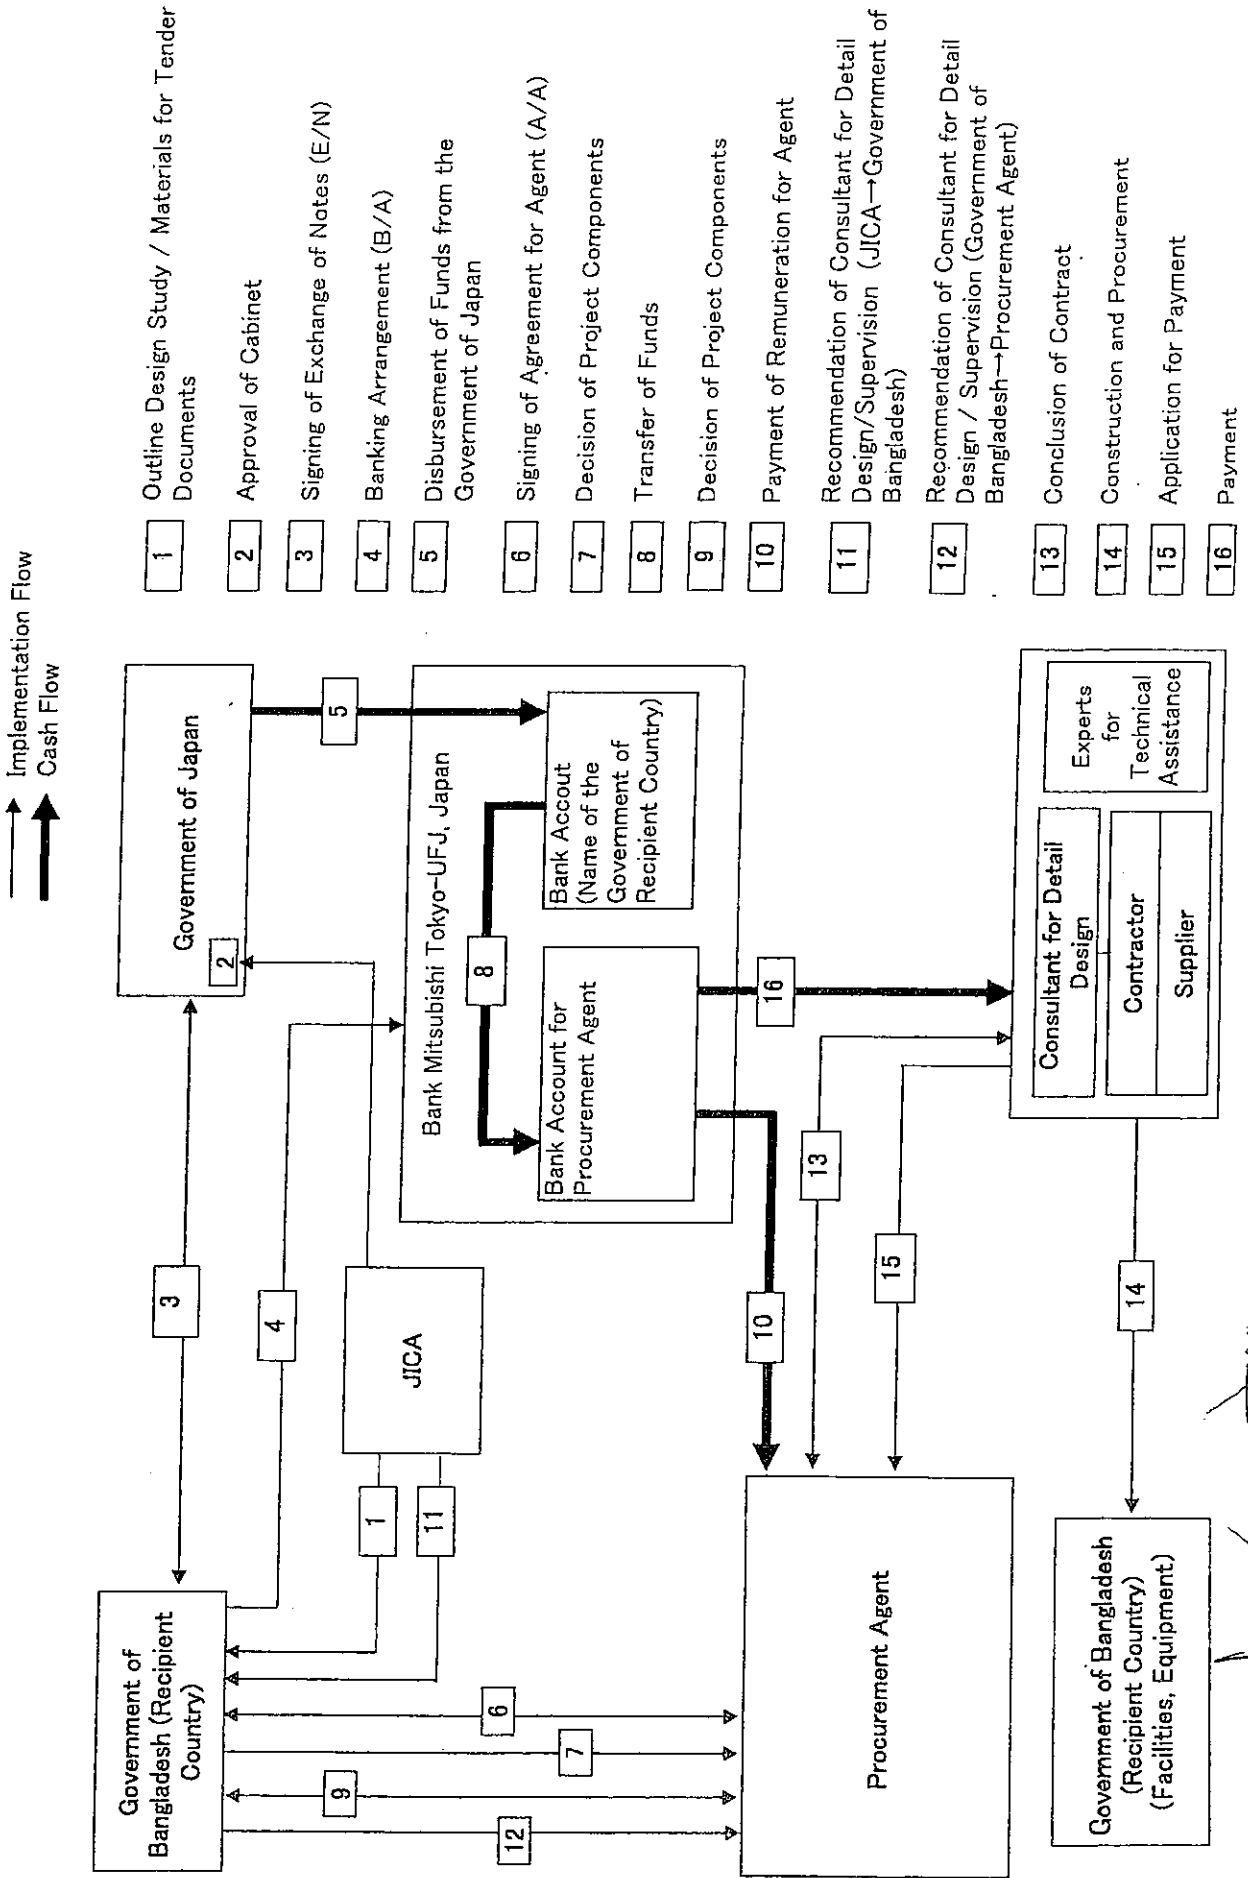 Implementation Flow
Cash Flow
Government of
Bangladesh (Recipient
Country)
3
Government of Japan
2
4
1
11
JICA
5
Bank Mitsubishi Tokyo-UFJ, Japan
8
Bank Account for
Procurement Agent
Bank Accout
(Name of the
Government of
Recipient Country)
6
7
9
12
10
16
13
15
Procurement Agent
Consultant for Detail
Design
Contractor
Supplier
Experts
for
Technical
Assistance
14
Government of Bangladesh
(Recipient Country)
(Facilities, Equipment)
1 Outline Design Study / Materials for Tender
Documents
2 Approval of Cabinet
3 Signing of Exchange of Notes (E/N)
4 Banking Arrangement (B/A)
5 Disbursement of Funds from the
Government of Japan
6 Signing of Agreement for Agent (A/A)
7 Decision of Project Components
8 Transfer of Funds
9 Decision of Project Components
10 Payment of Remuneration for Agent
11 Recommendation of Consultant for Detail
Design/Supervision (JICA→Government of
Bangladesh)
12 Recommendation of Consultant for Detail
Design / Supervision (Government of
Bangladesh→Procurement Agent)
13 Conclusion of Contract
14 Construction and Procurement
15 Application for Payment
16 Payment